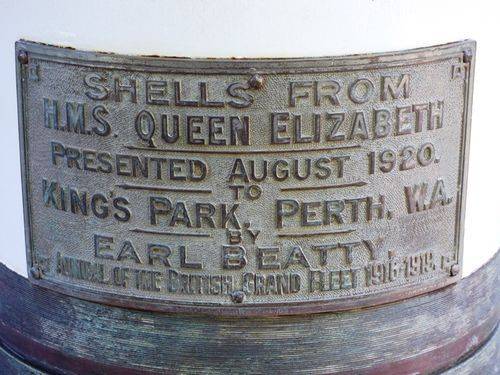 SHELLS FROM
H.M.S. QUEEN ELIZABETH
PRESENTED AUGUST 1920.
TO
KING'S PARK, PERTH, W.A.
BY
EARL BEATTY,
ADMIRAL OF THE BRITISH GRAND FLEET 1916-1919.